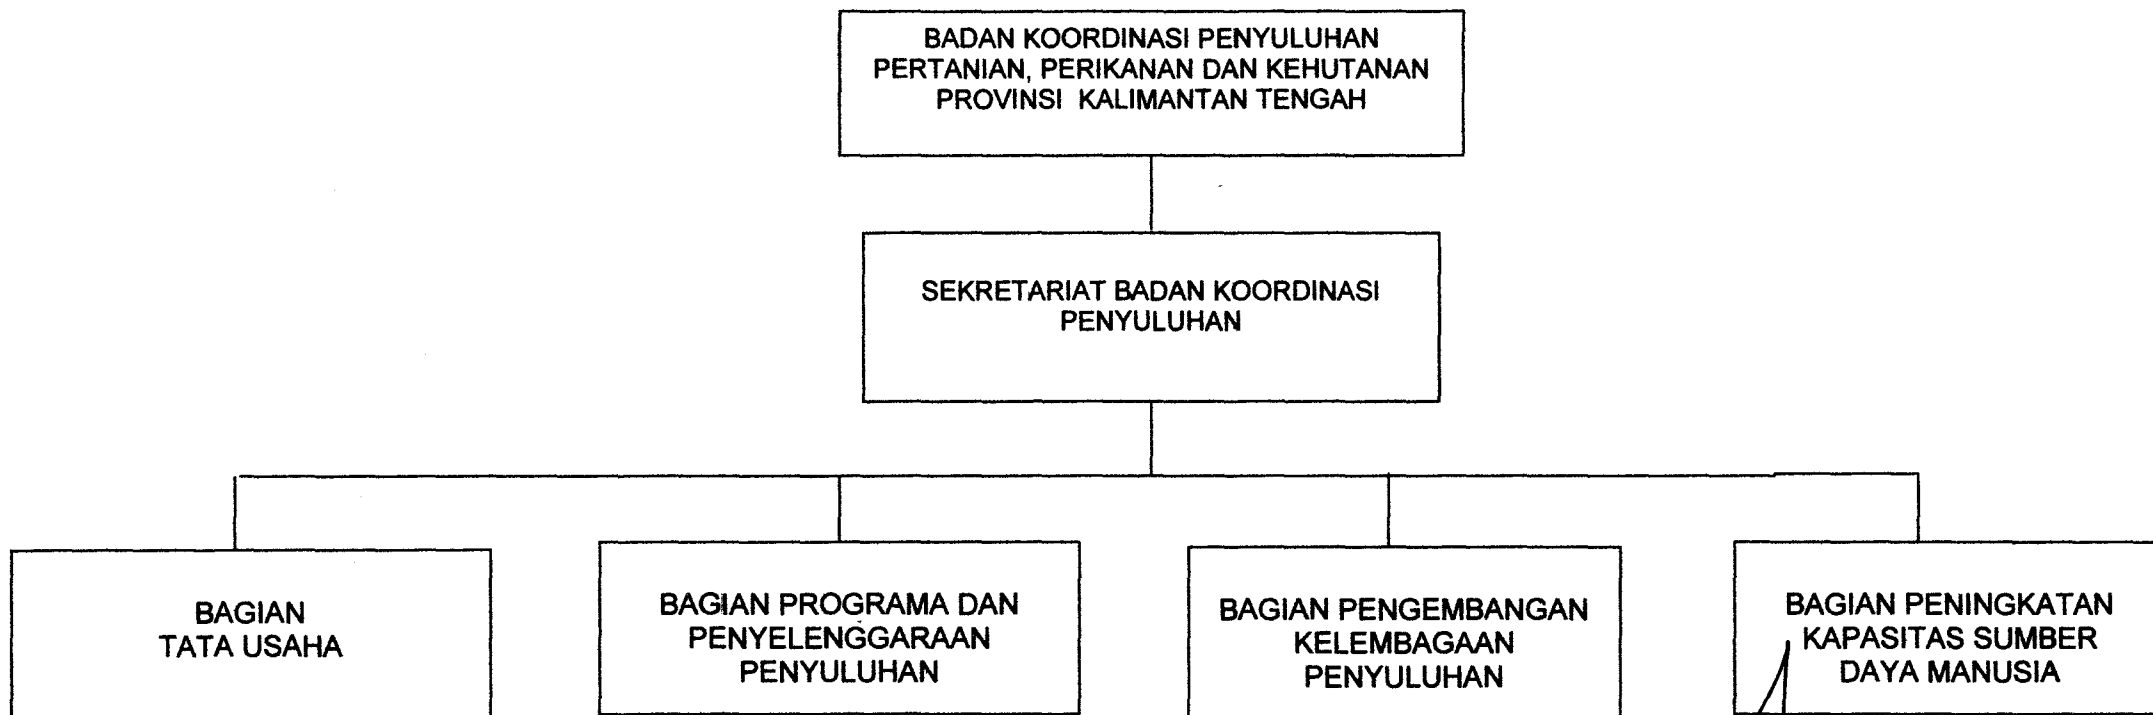 BADAN KOORDINASI PENYULUHAN
PERTANIAN, PERIKANAN DAN KEHUTANAN
PROVINSI KALIMANTAN TENGAH
SEKRETARIAT BADAN KOORDINASI
PENYULUHAN
BAGIAN
TATA USAHA
BAGIAN PROGRAMA DAN
PENYELENGGARAAN
PENYULUHAN
BAGIAN PENGEMBANGAN
KELEMBAGAAN
PENYULUHAN
BAGIAN PENINGKATAN
KAPASITAS SUMBER
DAYA MANUSIA